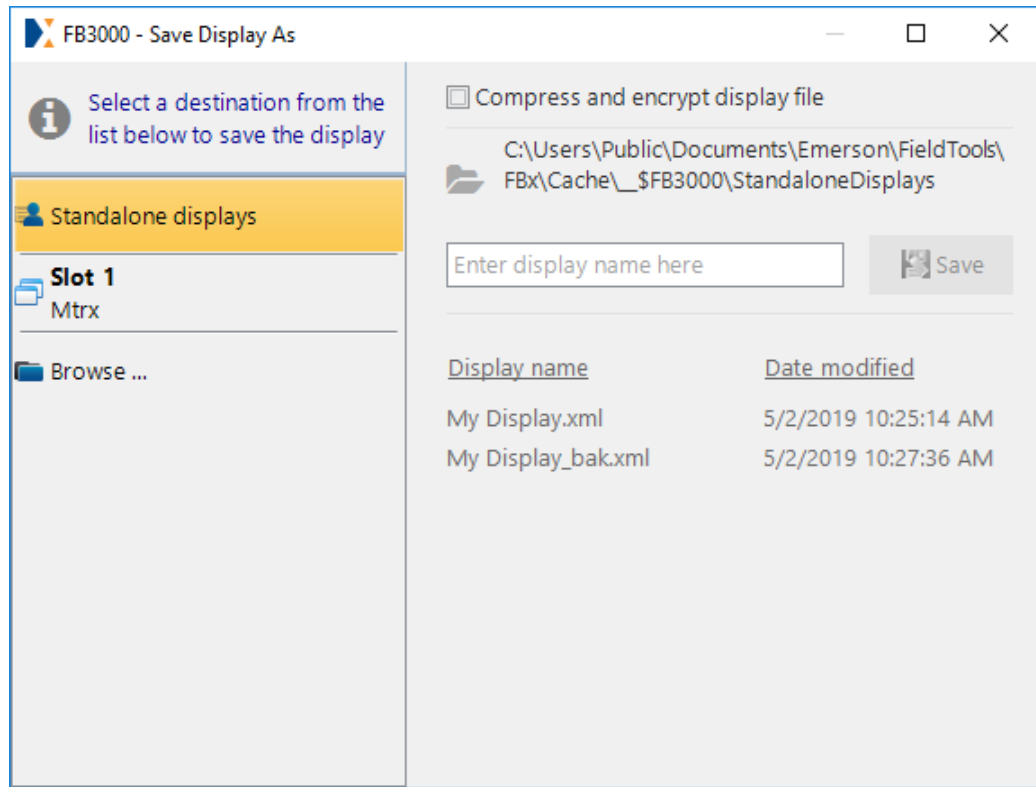 FB3000 - Save Display As
Select a destination from the
list below to save the display
Standalone displays
Slot 1
Mtrx
Browse ...
Compress and encrypt display file
C:\Users\Public\Documents\Emerson\FieldTools\
FBx\Cache\__$FB3000\StandaloneDisplays
Enter display name here
Save
Display name Date modified
My Display.xml 5/2/2019 10:25:14 AM
My Display_bak.xml 5/2/2019 10:27:36 AM